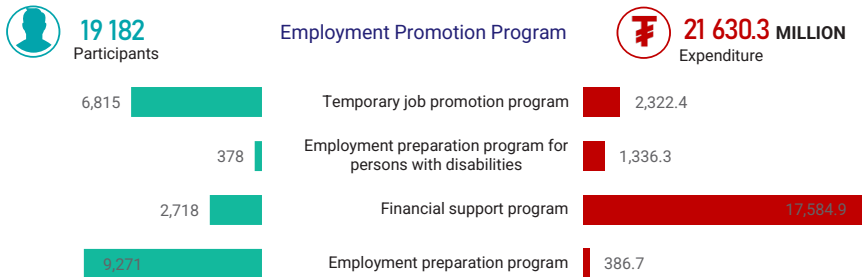 19 182
Participants
Employment Promotion Program
₮
21 630.3 MILLION
Expenditure
6,815
Temporary job promotion program
2,322.4
378
Employment preparation program for
persons with disabilities
1,336.3
2,718
Financial support program
17,584.9
9,271
Employment preparation program
386.7